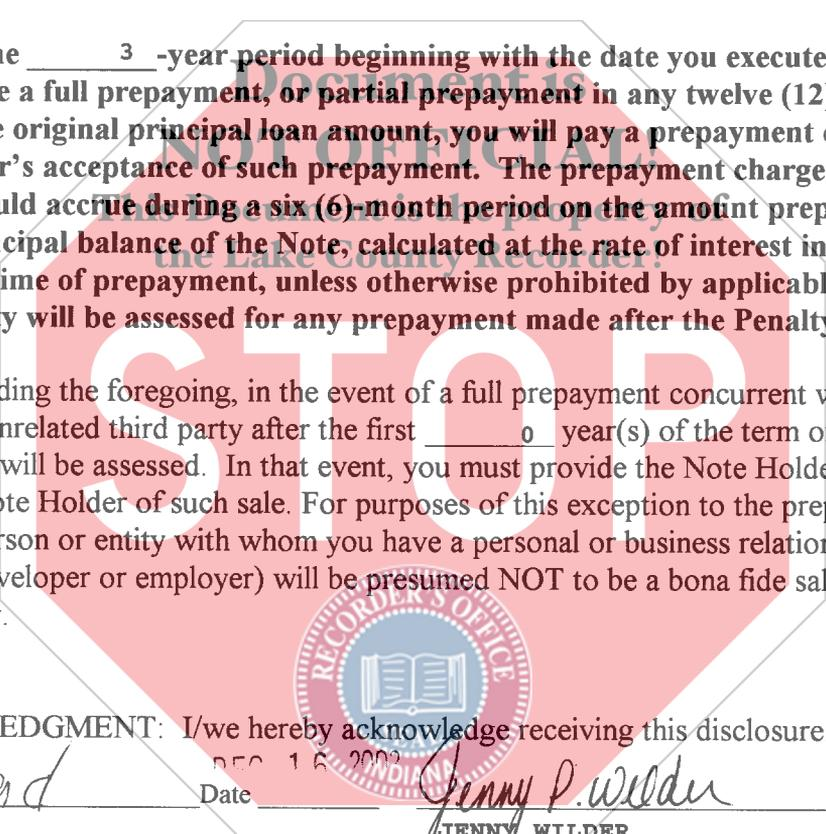 ne 3 -year period beginning with the date you execute
e a full prepayment, or partial prepayment in any twelve (12)
e original principal loan amount, you will pay a prepayment
r's acceptance of such prepayment. The prepayment charge
uld accrue during a six (6)-month period on the amount prep
cipal balance of the Note, calculated at the rate of interest in
ime of prepayment, unless otherwise prohibited by applicabl
y will be assessed for any prepayment made after the Penalty
Document is
NOT OFFICIAL!
This Document is the property of
the Lake County Recorder!
STOP
ding the foregoing, in the event of a full prepayment concurrent w
nrelated third party after the first 0 year(s) of the term o
will be assessed. In that event, you must provide the Note Holde
ote Holder of such sale. For purposes of this exception to the prep
rson or entity with whom you have a personal or business relation
veloper or employer) will be presumed NOT to be a bona fide sal
RECORDER'S OFFICE
SEAL
INDIANA
EDGMENT: I/we hereby acknowledge receiving this disclosure
DEC 16 2002
Date Jenny P. Wilder
JENNY WILDER